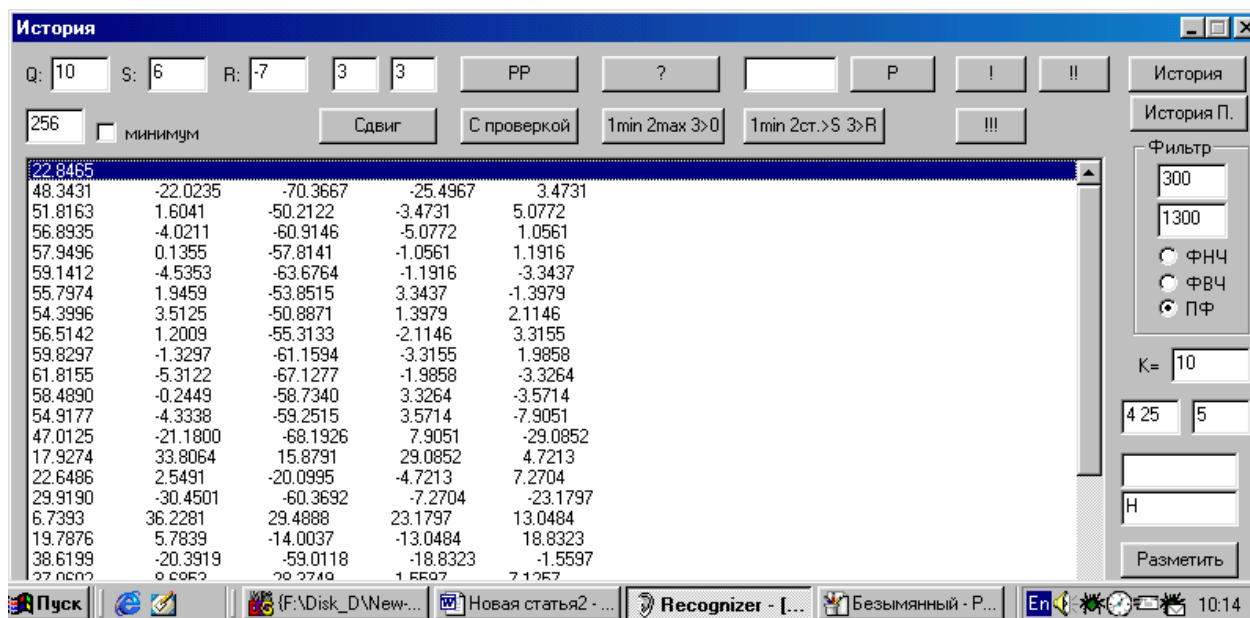 История
Q: 10 S: 6 R: -7 3 3 PP ? P ! !! История
256 минимум Сдвиг С проверкой 1min 2max 3>0 1min 2ст.>S 3>R !!! История П.
Фильтр
300
1300
ФНЧ
ФВЧ
ПФ
K= 10
4 25 5
Н
Разметить
22.8465
48.3431 -22.0235 -70.3667 -25.4967 3.4731
51.8163 1.6041 -50.2122 -3.4731 5.0772
56.8935 -4.0211 -60.9146 -5.0772 1.0561
57.9496 0.1355 -57.8141 -1.0561 1.1916
59.1412 -4.5353 -63.6764 -1.1916 -3.3437
55.7974 1.9459 -53.8515 3.3437 -1.3979
54.3996 3.5125 -50.8871 1.3979 2.1146
56.5142 1.2009 -55.3133 -2.1146 3.3155
59.8297 -1.3297 -61.1594 -3.3155 1.9858
61.8155 -5.3122 -67.1277 -1.9858 -3.3264
58.4890 -0.2449 -58.7340 3.3264 -3.5714
54.9177 -4.3338 -59.2515 3.5714 -7.9051
47.0125 -21.1800 -68.1926 7.9051 -29.0852
17.9274 33.8064 15.8791 29.0852 4.7213
22.6486 2.5491 -20.0995 -4.7213 7.2704
29.9190 -30.4501 -60.3692 -7.2704 -23.1797
6.7393 36.2281 29.4888 23.1797 13.0484
19.7876 5.7839 -14.0037 -13.0484 18.8323
38.6199 -20.3919 -59.0118 -18.8323 -1.5597
Пуск {F:\Disk_D\New-... Новая статья2 - ... Recognizer - [... Безымянный - P... En 10:14